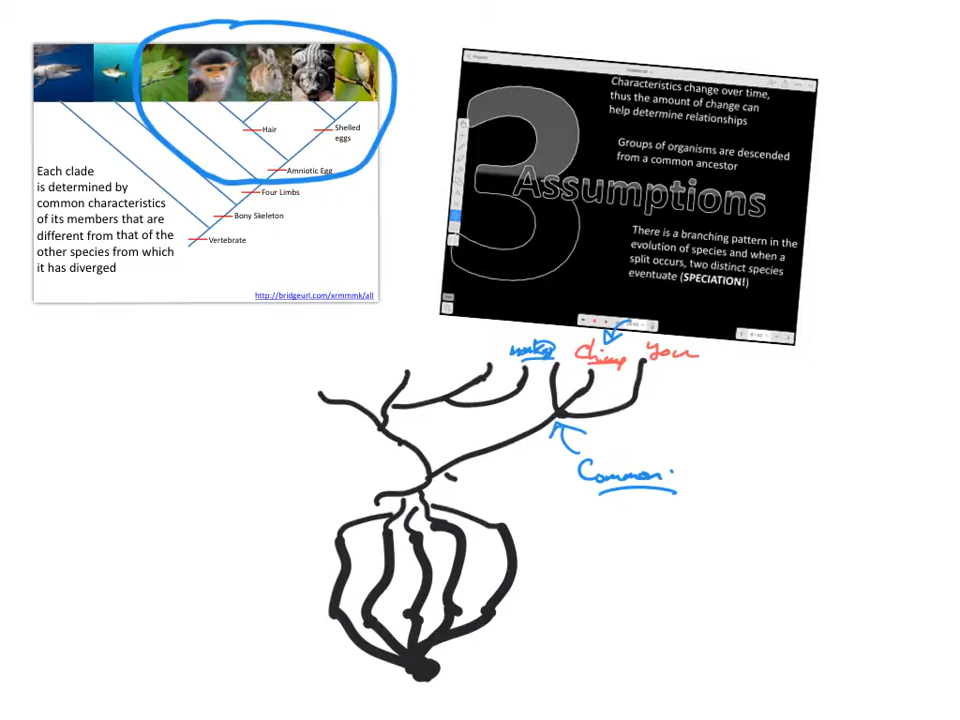 Hair
Shelled
eggs
Amniotic Egg
Four Limbs
Bony Skeleton
Vertebrate
Each clade
is determined by
common characteristics
of its members that are
different from that of the
other species from which
it has diverged
http://bridgeurl.com/xrmmmk/all
Characteristics change over time,
thus the amount of change can
help determine relationships
Groups of organisms are descended
from a common ancestor
3
Assumptions
There is a branching pattern in the
evolution of species and when a
split occurs, two distinct species
eventuate (SPECIATION!)
monkey chimp you
Common